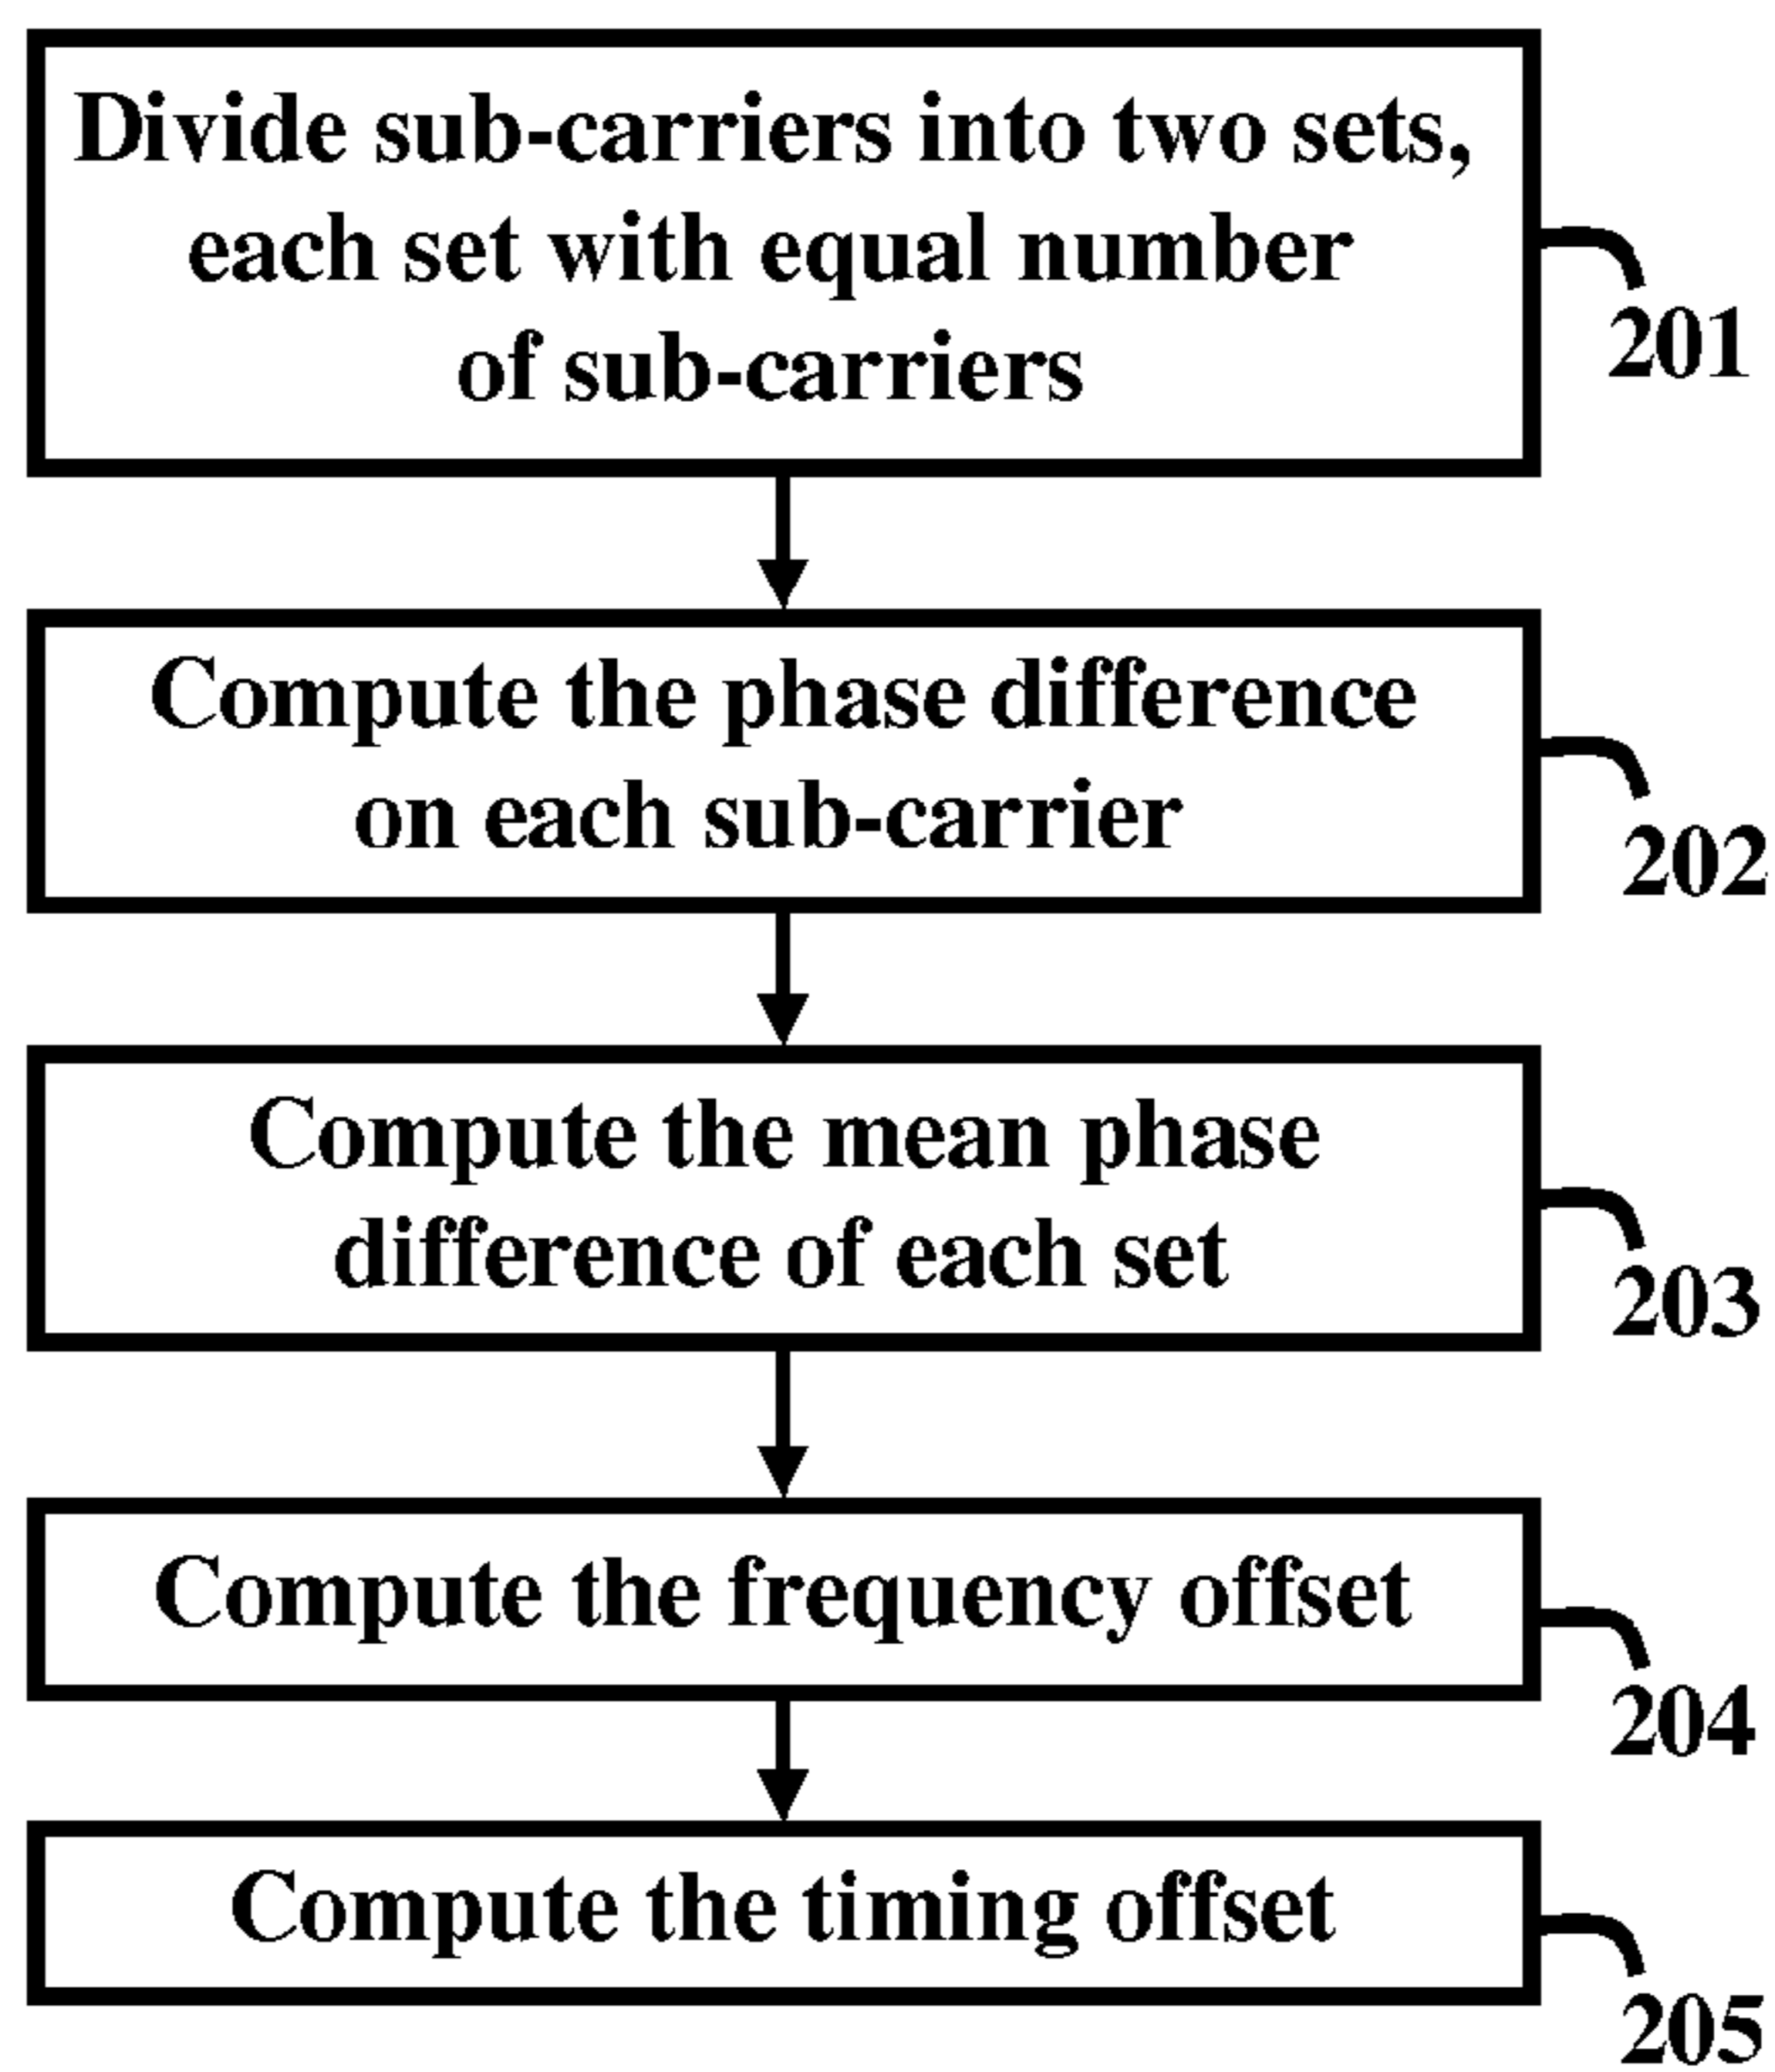 Divide sub-carriers into two sets,
each set with equal number
of sub-carriers
201
Compute the phase difference
on each sub-carrier
202
Compute the mean phase
difference of each set
203
Compute the frequency offset
204
Compute the timing offset
205